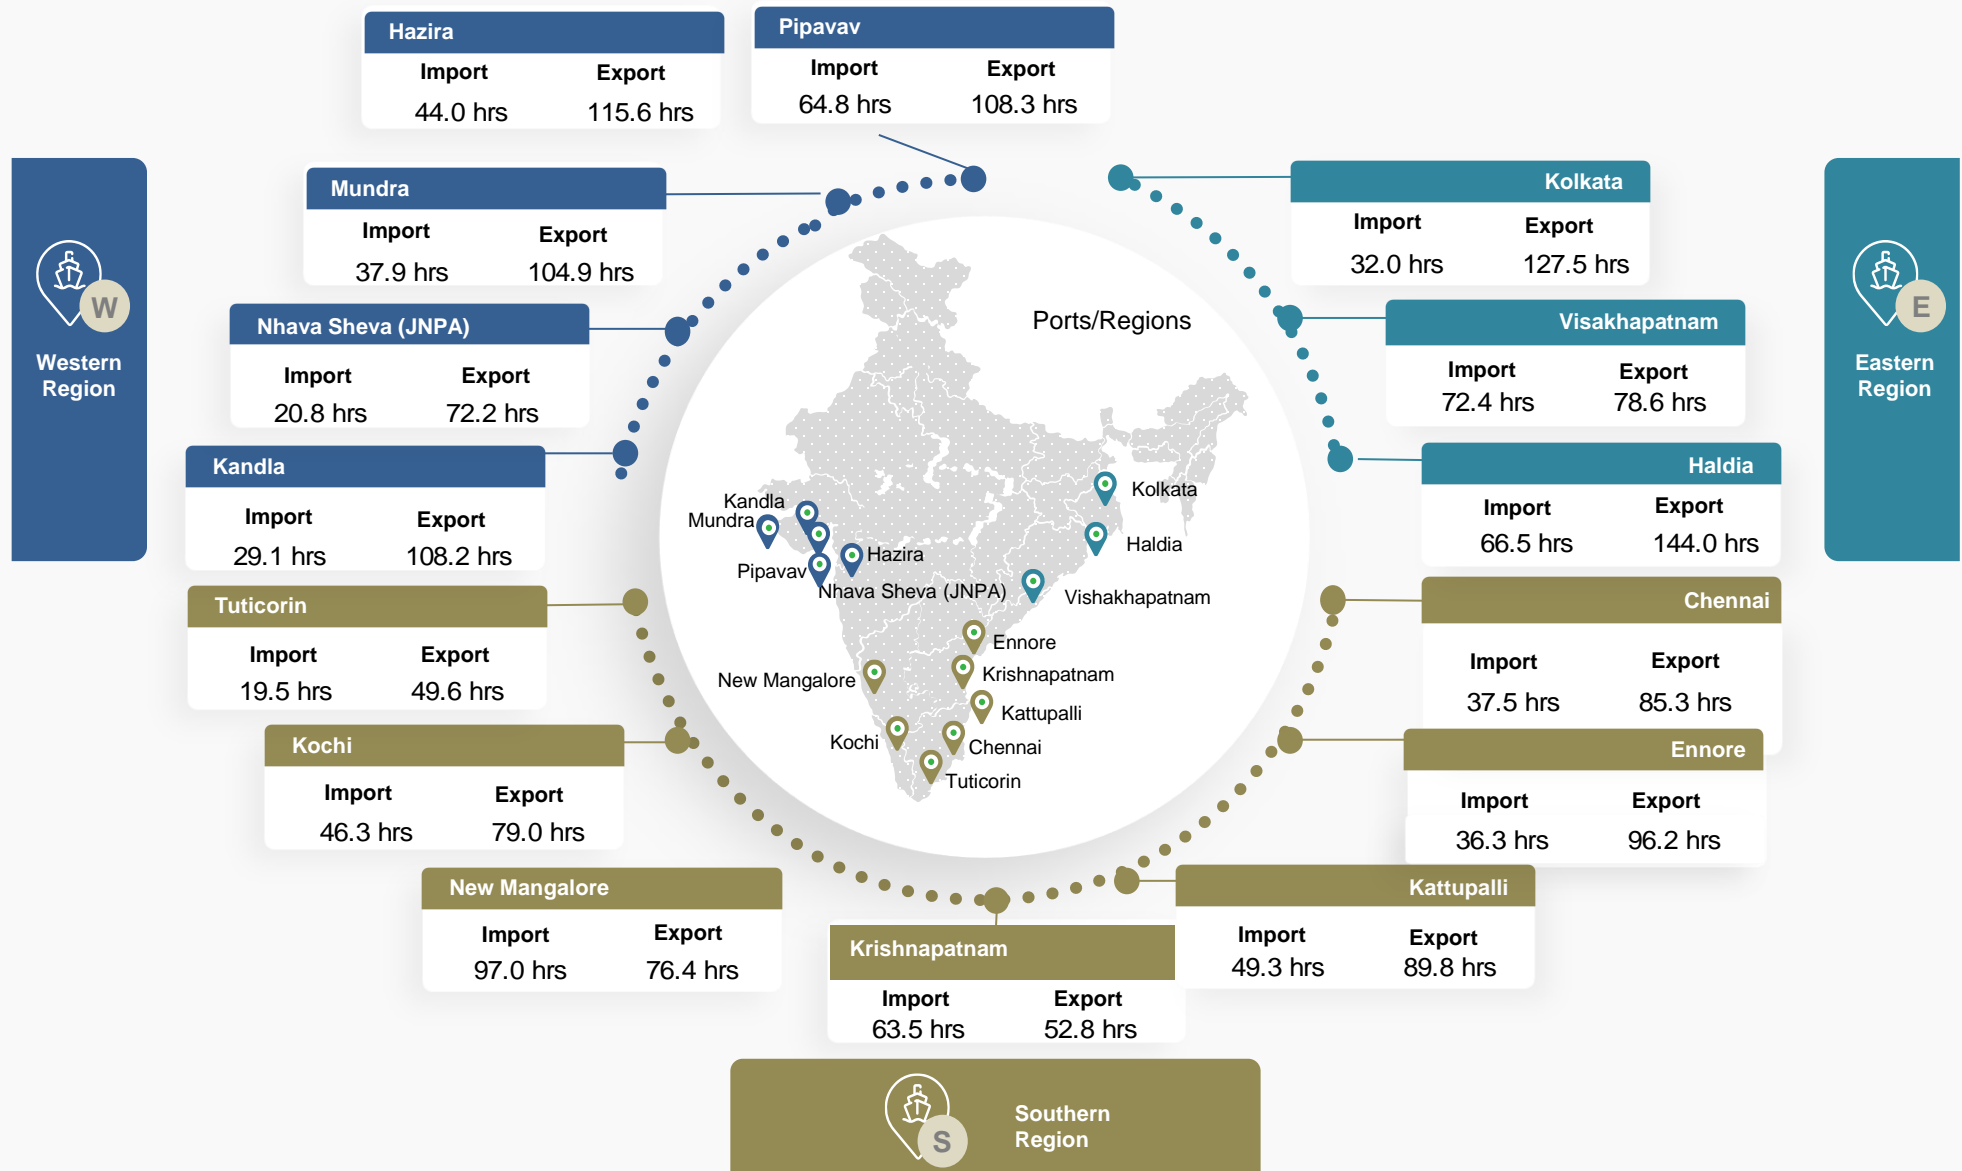 Hazira
Import Export
44.0 hrs 115.6 hrs
Pipavav
Import Export
64.8 hrs 108.3 hrs
Mundra
Import Export
37.9 hrs 104.9 hrs
Nhava Sheva (JNPA)
Import Export
20.8 hrs 72.2 hrs
Kandla
Import Export
29.1 hrs 108.2 hrs
W
Western
Region
Kolkata
Import Export
32.0 hrs 127.5 hrs
Visakhapatnam
Import Export
72.4 hrs 78.6 hrs
Haldia
Import Export
66.5 hrs 144.0 hrs
E
Eastern
Region
Ports/Regions
Kandla
Mundra
Pipavav
Hazira
Nhava Sheva (JNPA)
Kolkata
Haldia
Vishakhapatnam
Ennore
Krishnapatnam
New Mangalore
Kattupalli
Kochi
Chennai
Tuticorin
Tuticorin
Import Export
19.5 hrs 49.6 hrs
Kochi
Import Export
46.3 hrs 79.0 hrs
New Mangalore
Import Export
97.0 hrs 76.4 hrs
Krishnapatnam
Import Export
63.5 hrs 52.8 hrs
Chennai
Import Export
37.5 hrs 85.3 hrs
Ennore
Import Export
36.3 hrs 96.2 hrs
Kattupalli
Import Export
49.3 hrs 89.8 hrs
S
Southern
Region